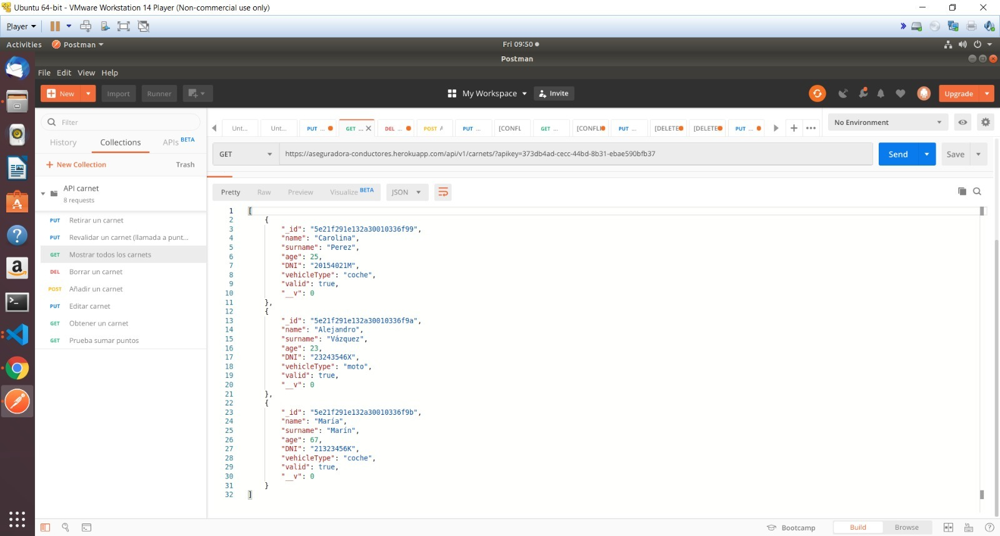 Ubuntu 64-bit - VMware Workstation 14 Player (Non-commercial use only)
Player
Activities Postman Fri 09:50
Postman
File Edit View Help
New Import Runner My Workspace Invite Upgrade
Filter
History Collections APIs BETA
New Collection Trash
API carnet
8 requests
PUT Retirar un carnet
PUT Revalidar un carnet (llamada a punt...
GET Mostrar todos los carnets
DEL Borrar un carnet
POST Añadir un carnet
PUT Editar carnet
GET Obtener un carnet
GET Prueba sumar puntos
Unt... Unt... PUT ... GET ... DEL ... POST A PUT ... [CONFL GET ... [CONFLI PUT ... [DELETE [DELETE PUT ... No Environment
GET https://aseguradora-conductores.herokuapp.com/api/v1/carnets/?apikey=373db4ad-cecc-44bd-8b31-ebae590bfb37 Send Save
Pretty Raw Preview Visualize BETA JSON
1 [
2 {
3 "_id": "5e21f291e132a30010336f99",
4 "name": "Carolina",
5 "surname": "Perez",
6 "age": 25,
7 "DNI": "20154021M",
8 "vehicleType": "coche",
9 "valid": true,
10 "__v": 0
11 },
12 {
13 "_id": "5e21f291e132a30010336f9a",
14 "name": "Alejandro",
15 "surname": "Vázquez",
16 "age": 23,
17 "DNI": "23243546X",
18 "vehicleType": "moto",
19 "valid": true,
20 "__v": 0
21 },
22 {
23 "_id": "5e21f291e132a30010336f9b",
24 "name": "María",
25 "surname": "Marín",
26 "age": 67,
27 "DNI": "21323456K",
28 "vehicleType": "coche",
29 "valid": true,
30 "__v": 0
31 }
32 ]
Bootcamp Build Browse